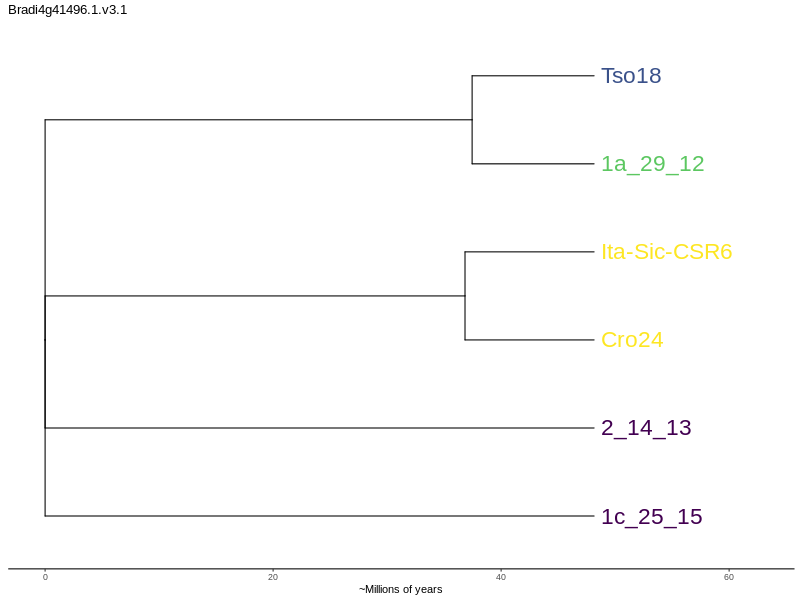 Bradi4g41496.1.v3.1
Tso18
1a_29_12
Ita-Sic-CSR6
Cro24
2_14_13
1c_25_15
0 20 40 60
~Millions of years